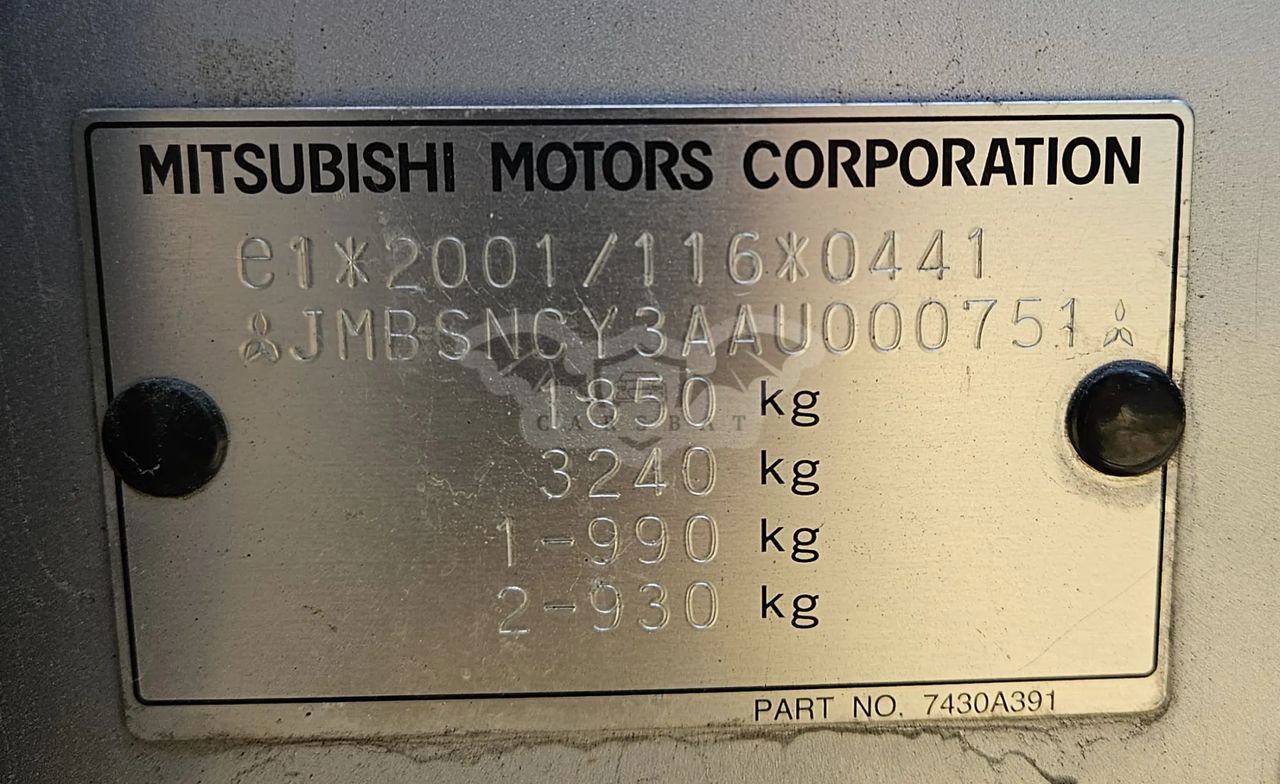 MITSUBISHI MOTORS CORPORATION
e1*2001/116*0441
JMBSNCY3AAU000751
1850 kg
CARSBAT
3240 kg
1-990 kg
2-930 kg
PART NO. 7430A391